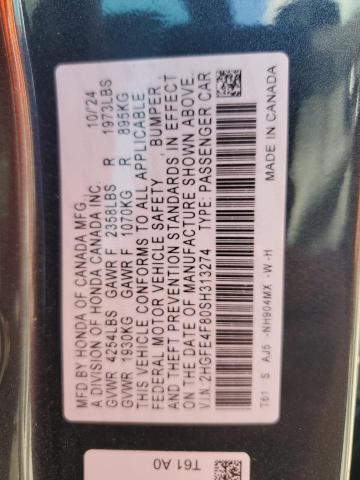 MFD.BY HONDA OF CANADA MFG. 10/24
A DIVISION OF HONDA CANADA INC.
GVWR 4254LBS GAWR F 2358LBS R 1973LBS
GVWR 1930KG GAWR F 1070KG R 895KG
THIS VEHICLE CONFORMS TO ALL APPLICABLE
FEDERAL MOTOR VEHICLE SAFETY, BUMPER,
AND THEFT PREVENTION STANDARDS, IN EFFECT
ON THE DATE OF MANUFACTURE SHOWN ABOVE.
V.I.N: 2HGFE4F80SH313274 TYPE: PASSENGER CAR
T61 S AJ5 -NH904MX -W-H MADE IN CANADA
T61 A0